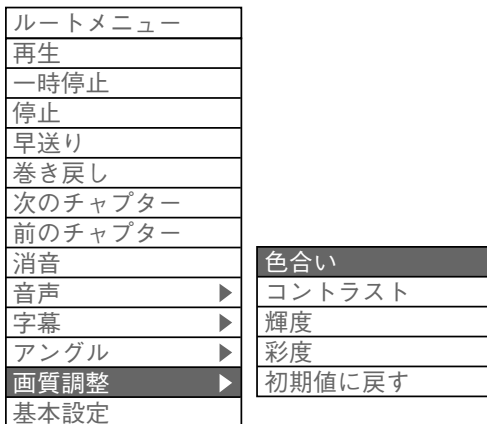 ルートメニュー
再生
一時停止
停止
早送り
巻き戻し
次のチャプター
前のチャプター
消音
音声
字幕
アングル
画質調整
基本設定
色合い
コントラスト
輝度
彩度
初期値に戻す